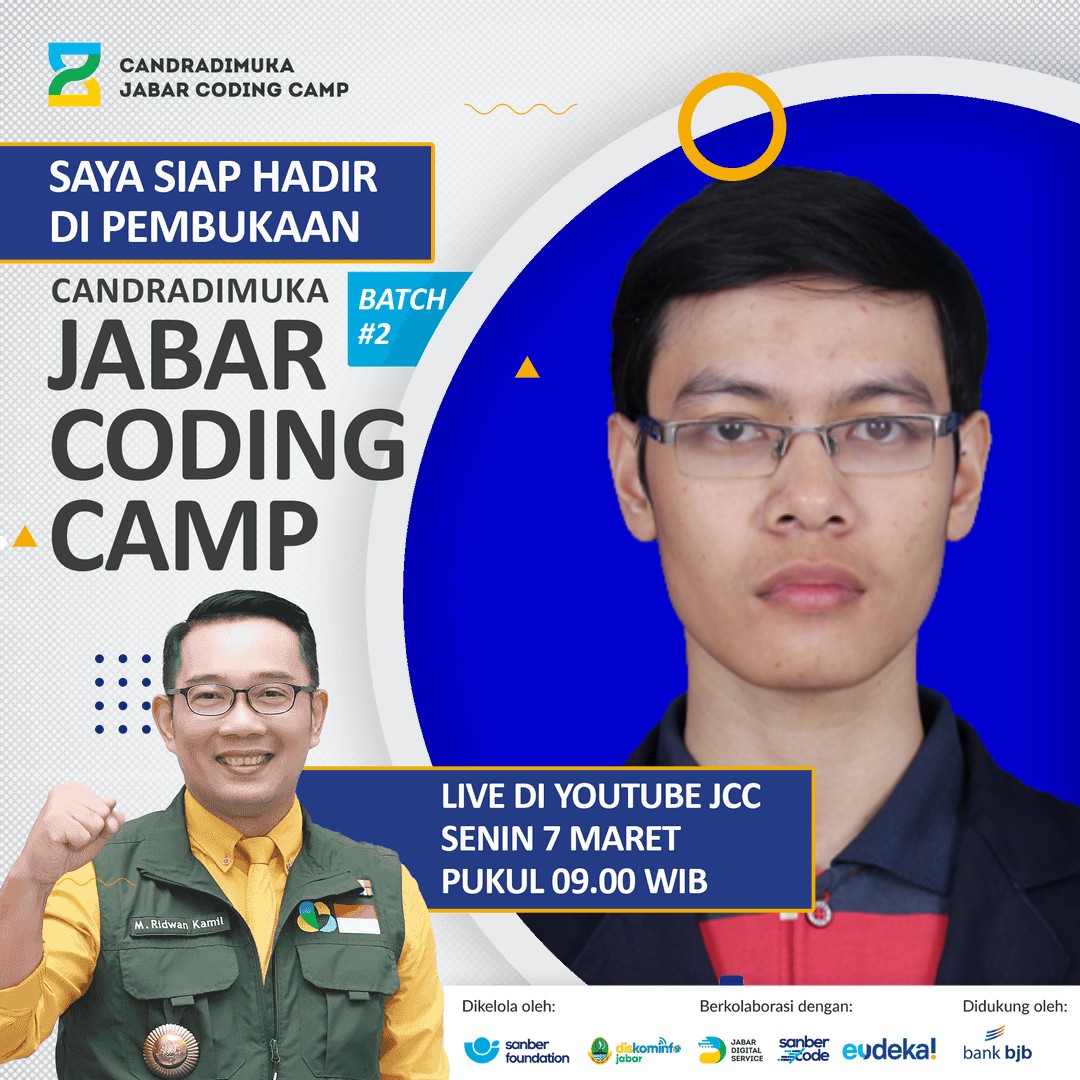 CANDRADIMUKA
JABAR CODING CAMP
SAYA SIAP HADIR
DI PEMBUKAAN
CANDRADIMUKA
BATCH
#2
JABAR
CODING
CAMP
LIVE DI YOUTUBE JCC
SENIN 7 MARET
PUKUL 09.00 WIB
M. Ridwan Kamil
Dikelola oleh:
sanber
foundation
diskominfo
jabar
Berkolaborasi dengan:
JABAR
DIGITAL
SERVICE
sanber
code
eudeka!
Didukung oleh:
bank bjb